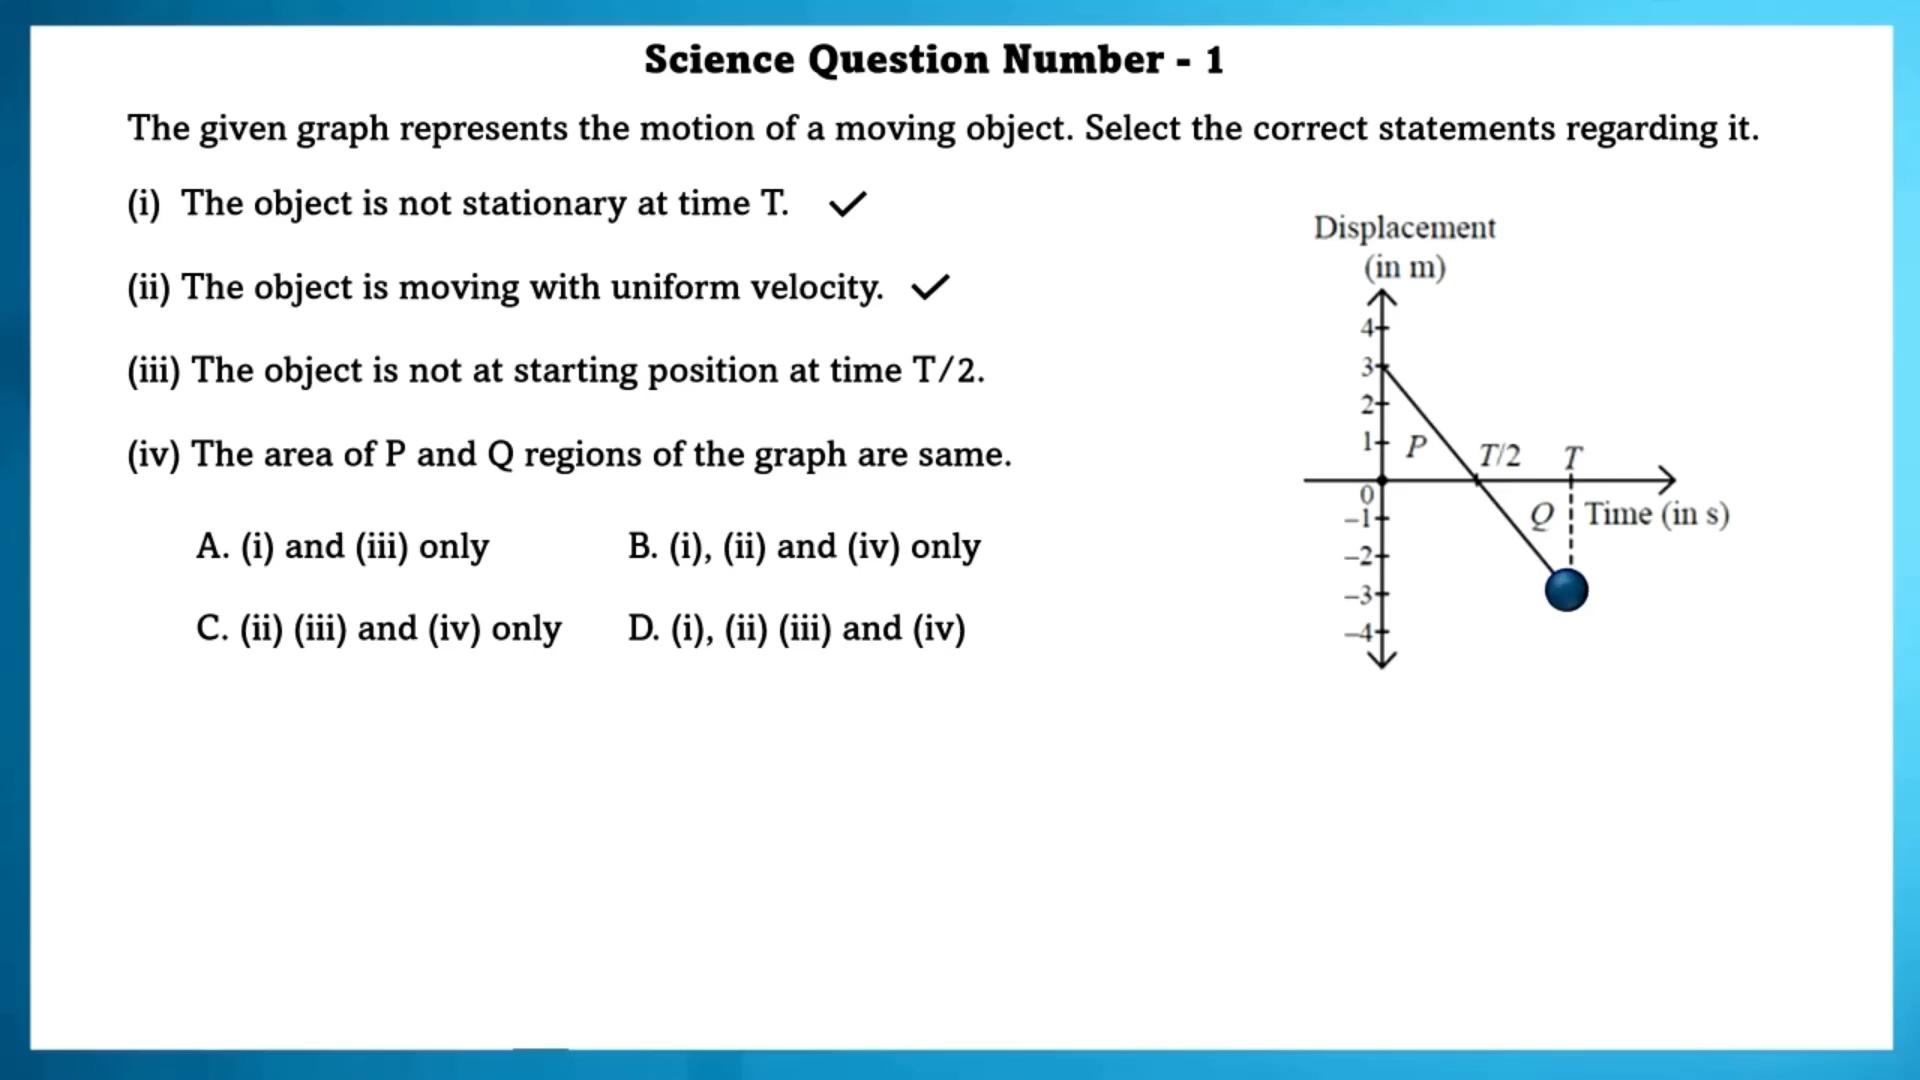 Science Question Number - 1
The given graph represents the motion of a moving object. Select the correct statements regarding it.
(i) The object is not stationary at time T. ✓
(ii) The object is moving with uniform velocity. ✓
(iii) The object is not at starting position at time T/2.
(iv) The area of P and Q regions of the graph are same.
A. (i) and (iii) only
B. (i), (ii) and (iv) only
C. (ii) (iii) and (iv) only
D. (i), (ii) (iii) and (iv)
Displacement
(in m)
4
3
2
1
P
T/2
T
0
Q
Time (in s)
–1
–2
–3
–4